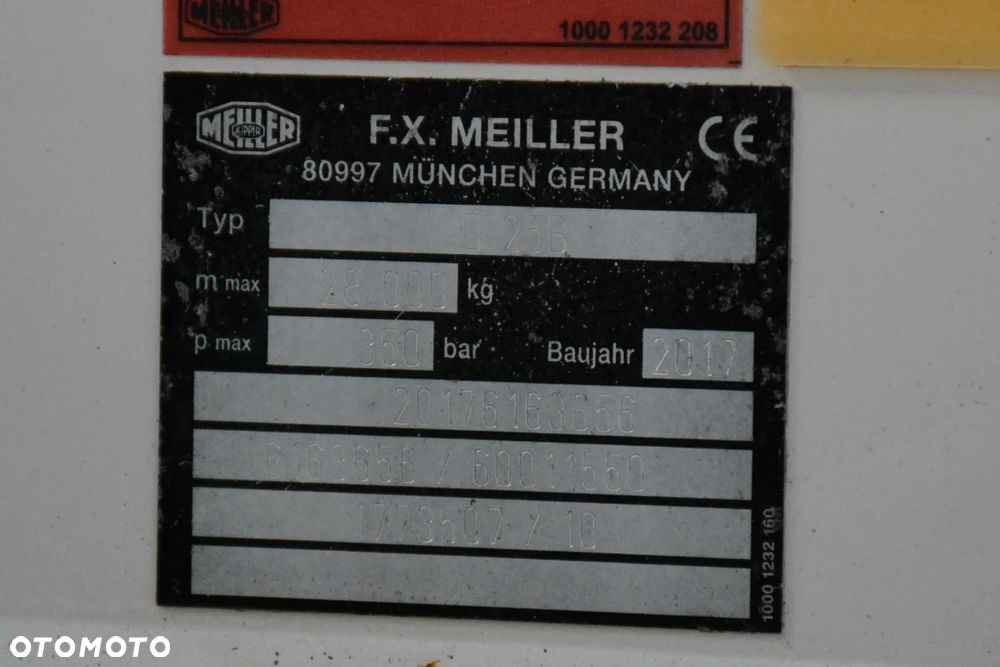 MEILLER
1000 1232 208
MEILLER KIPPER
F.X. MEILLER CE
80997 MÜNCHEN GERMANY
Typ D 25B
m max 28 000 kg
p max 350 bar Baujahr 2017
20176163656
6163656 / 60011550
1773607 / 10
1000 1232 160
OTOMOTO